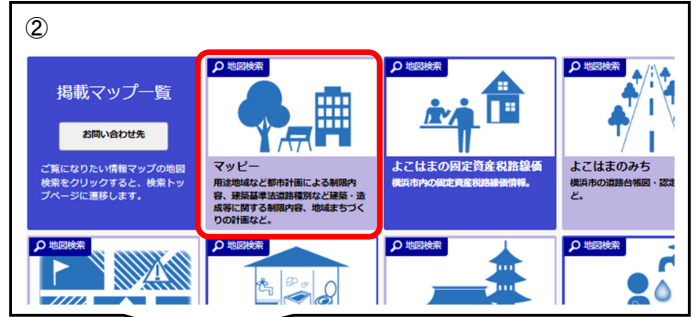 ②
掲載マップ一覧
お問い合わせ先
ご覧になりたい情報マップの地図
検索をクリックすると、検索トッ
プページに遷移します。
地図検索
マッピー
用途地域など都市計画による制限内
容、建築基準法道路種別など建築・造
成等に関する制限内容、地域まちづく
りの計画など。
地図検索
よこはまの固定資産税路線価
横浜市内の固定資産税路線価情報。
地図検索
よこはまのみち
横浜市の道路台帳図・認定
ど。
地図検索
地図検索
地図検索
地図検索